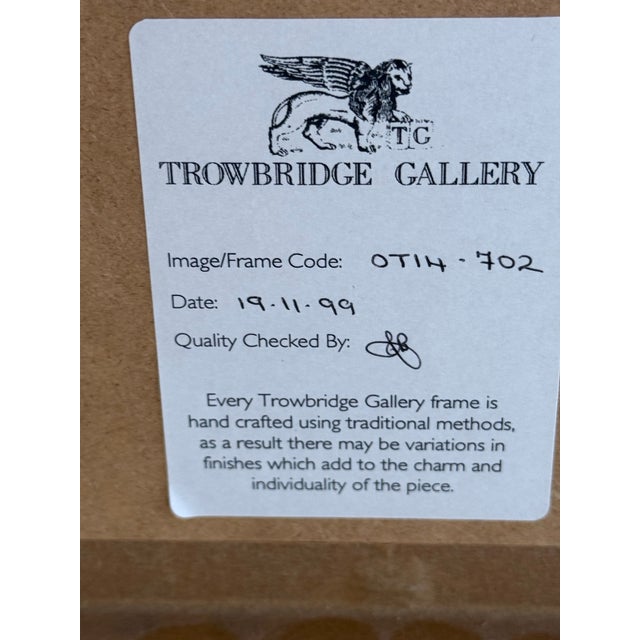 TG
TROWBRIDGE GALLERY
Image/Frame Code: OT14-702
Date: 19.11.99
Quality Checked By:
Every Trowbridge Gallery frame is
hand crafted using traditional methods,
as a result there may be variations in
finishes which add to the charm and
individuality of the piece.